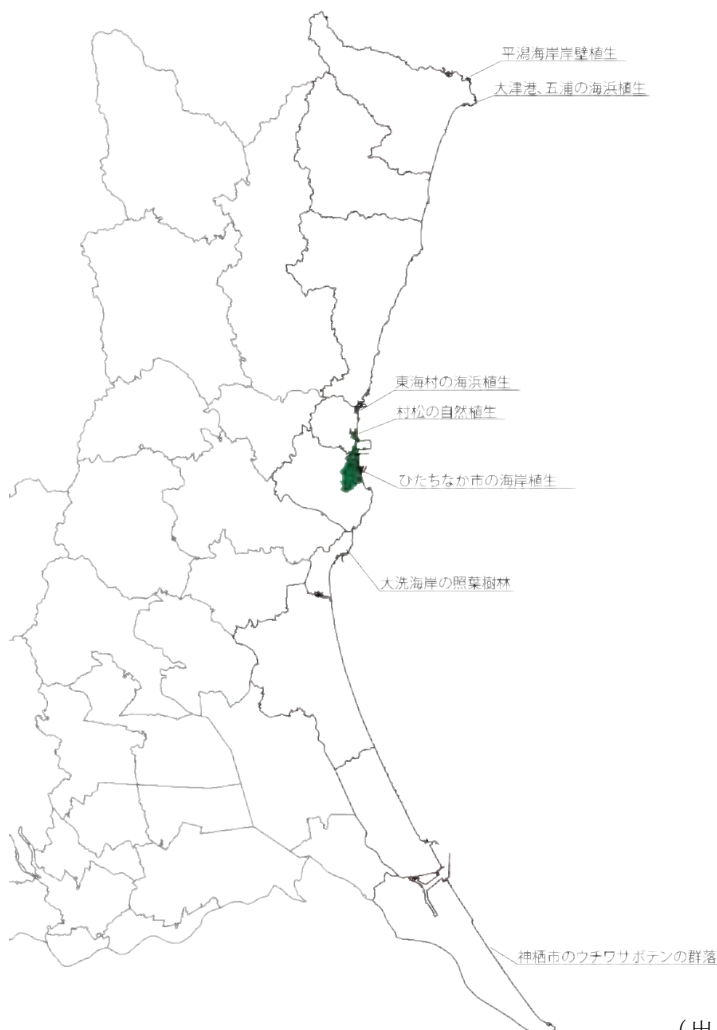 平潟海岸岸壁植生
大津港、五浦の海浜植生
東海村の海浜植生
村松の自然植生
ひたちなか市の海岸植生
大洗海岸の照葉樹林
神栖市のウチワサボテンの群落